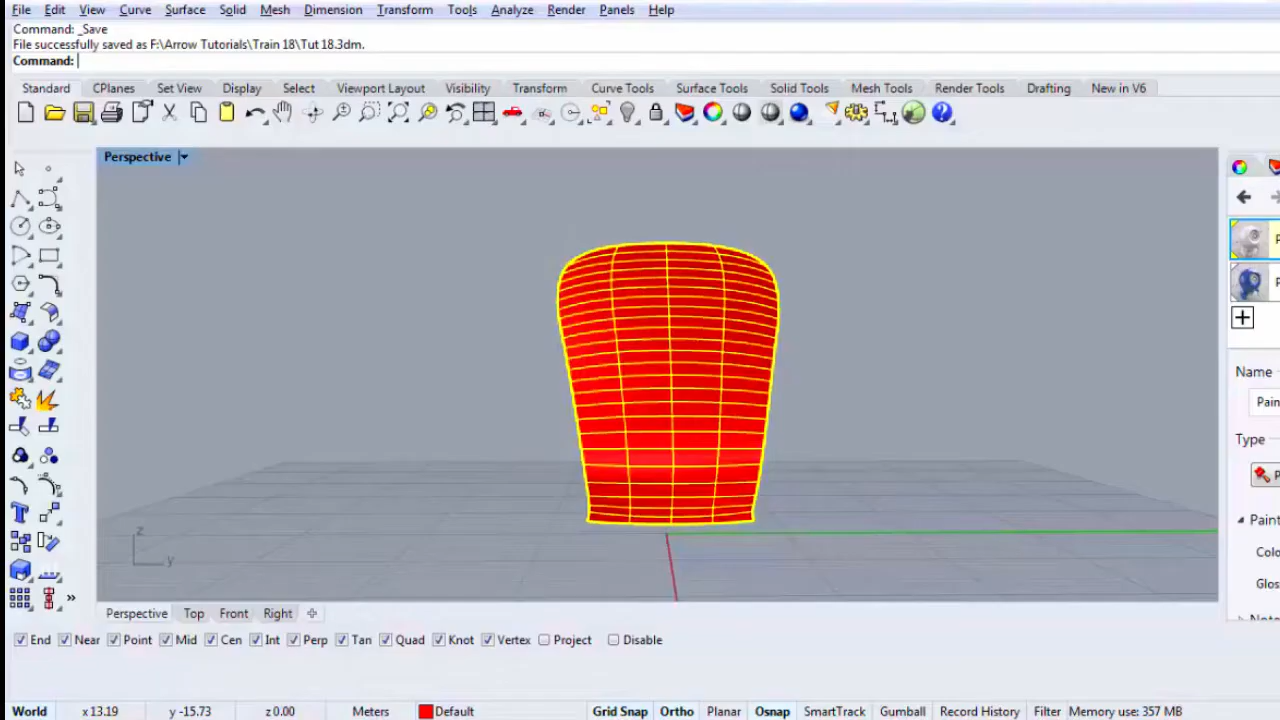 File Edit View Curve Surface Solid Mesh Dimension Transform Tools Analyze Render Panels Help
Command: _Save
File successfully saved as F:\Arrow Tutorials\Train 18\Tut 18.3dm.
Command:
Standard CPlanes Set View Display Select Viewport Layout Visibility Transform Curve Tools Surface Tools Solid Tools Mesh Tools Render Tools Drafting New in V6
Perspective
Name
Pain
Type
P
Paint
Colo
Glos
z
y
Perspective Top Front Right
End Near Point Mid Cen Int Perp Tan Quad Knot Vertex Project Disable
World x 13.19 y -15.73 z 0.00 Meters Default Grid Snap Ortho Planar Osnap SmartTrack Gumball Record History Filter Memory use: 357 MB